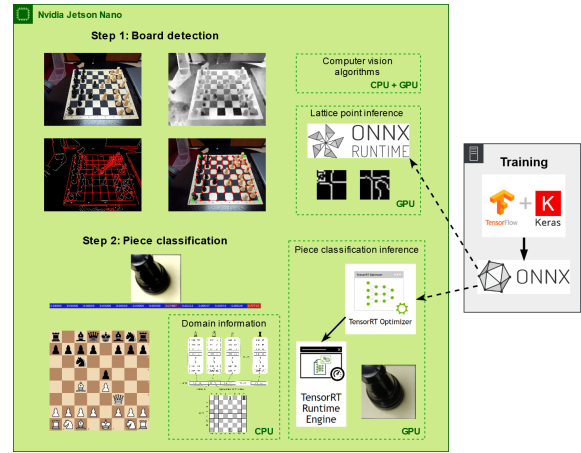 Nvidia Jetson Nano
Step 1: Board detection
Computer vision
algorithms
CPU + GPU
Lattice point inference
ONNX
RUNTIME
GPU
Training
TensorFlow
+
K
Keras
ONNX
Step 2: Piece classification
Piece classification inference
TensorRT Optimizer
TensorRT Optimizer
Domain information
TensorRT
Runtime
Engine
CPU
GPU